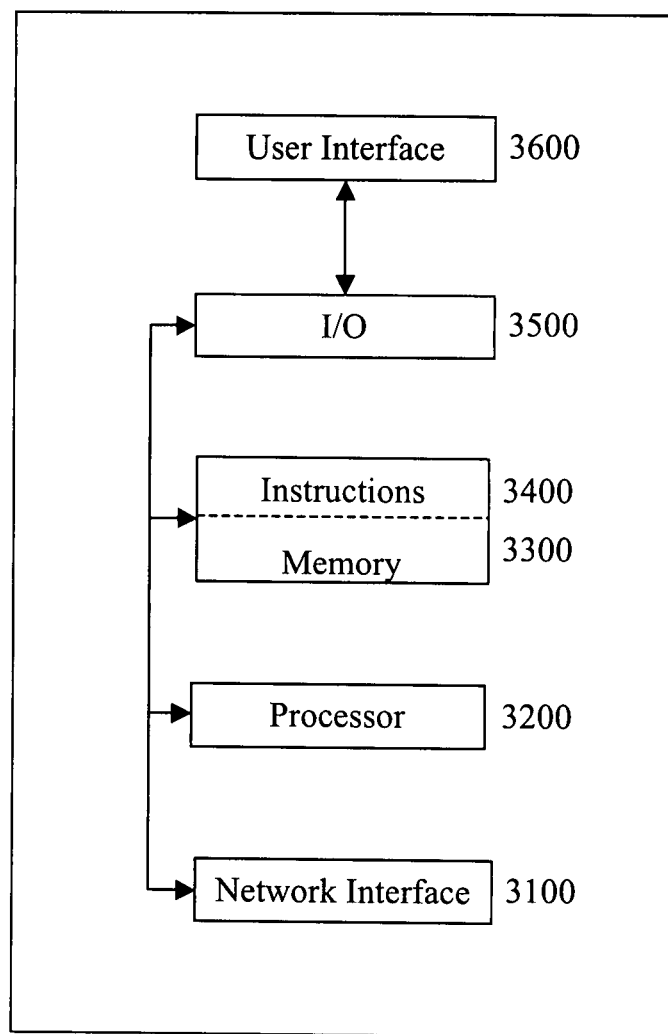 User Interface 3600
I/O 3500
Instructions 3400
Memory 3300
Processor 3200
Network Interface 3100